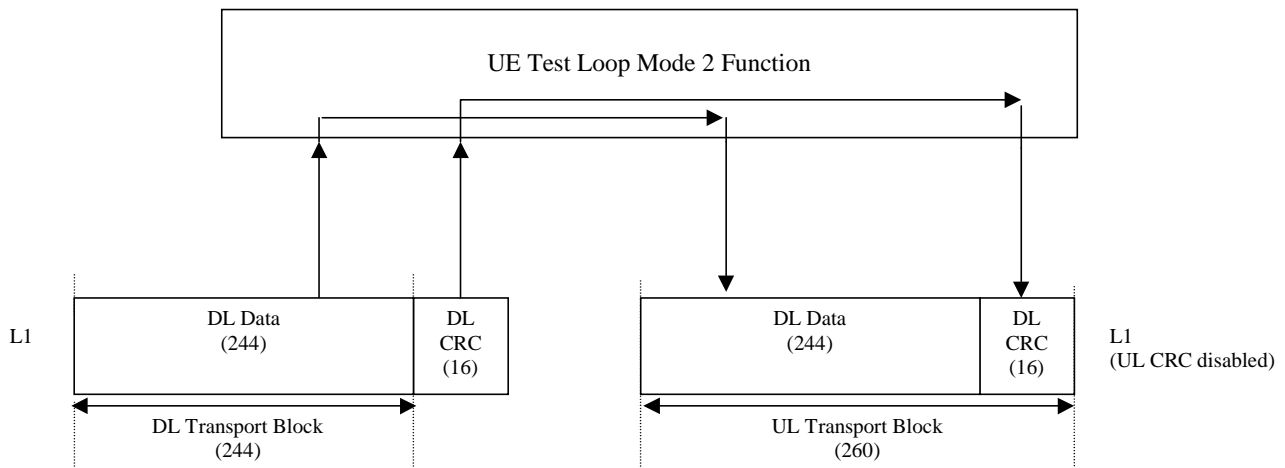 UE Test Loop Mode 2 Function
L1
DL Data
(244)
DL
CRC
(16)
DL Transport Block
(244)
DL Data
(244)
DL
CRC
(16)
UL Transport Block
(260)
L1
(UL CRC disabled)